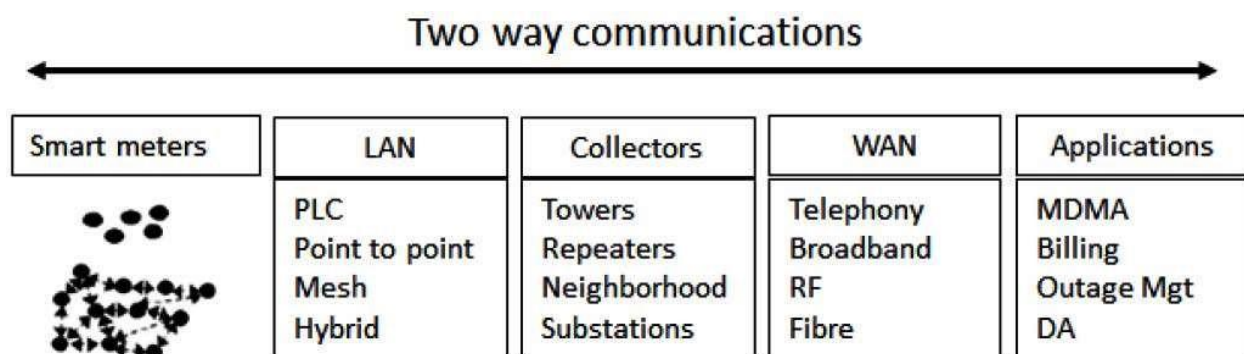 Two way communications
Smart meters
LAN
PLC
Point to point
Mesh
Hybrid
Collectors
Towers
Repeaters
Neighborhood
Substations
WAN
Telephony
Broadband
RF
Fibre
Applications
MDMA
Billing
Outage Mgt
DA